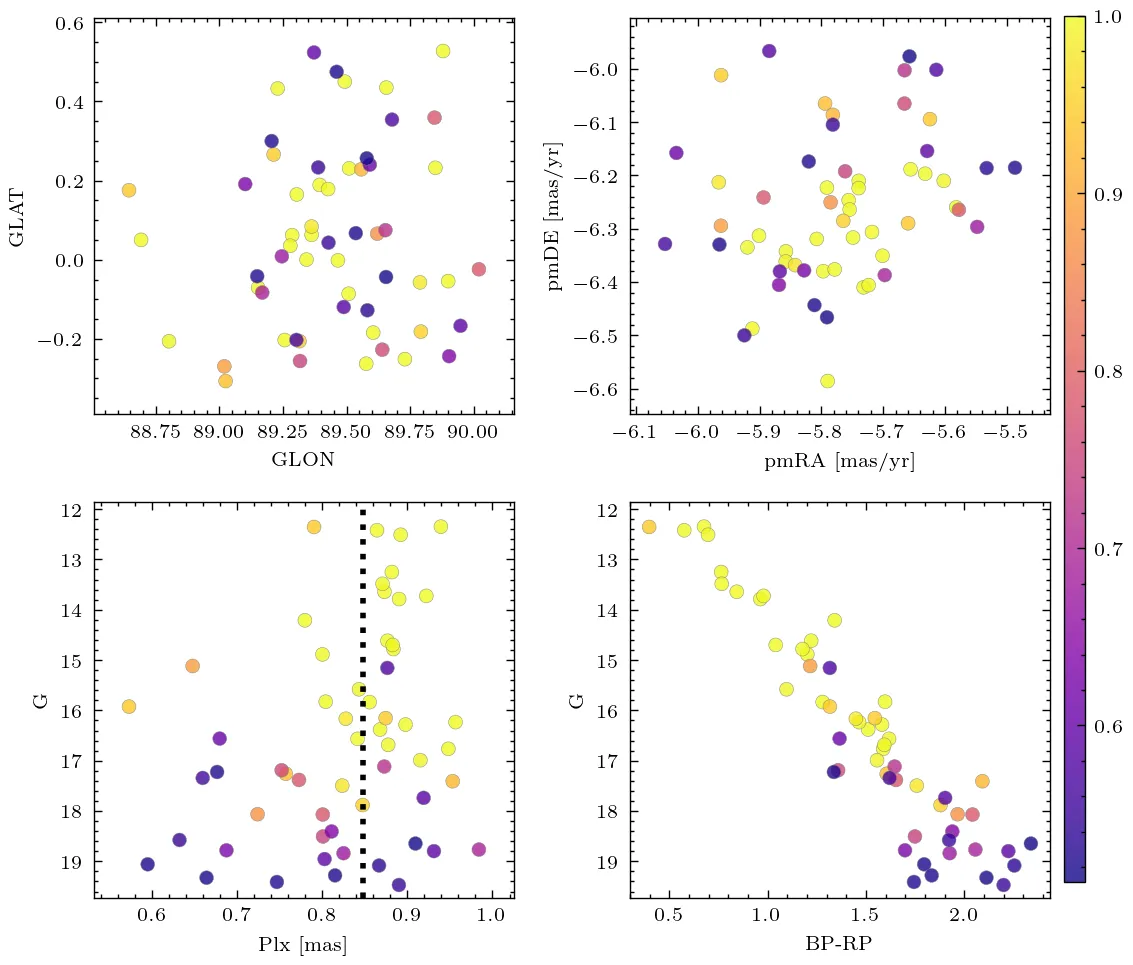 0.6
0.4
0.2
0.0
−0.2
GLAT
88.75 89.00 89.25 89.50 89.75 90.00
GLON
−6.0
−6.1
−6.2
−6.3
−6.4
−6.5
−6.6
pmDE [mas/yr]
−6.1 −6.0 −5.9 −5.8 −5.7 −5.6 −5.5
pmRA [mas/yr]
1.0
0.9
0.8
0.7
0.6
12
13
14
15
16
17
18
19
G
0.6 0.7 0.8 0.9 1.0
Plx [mas]
12
13
14
15
16
17
18
19
G
0.5 1.0 1.5 2.0
BP-RP